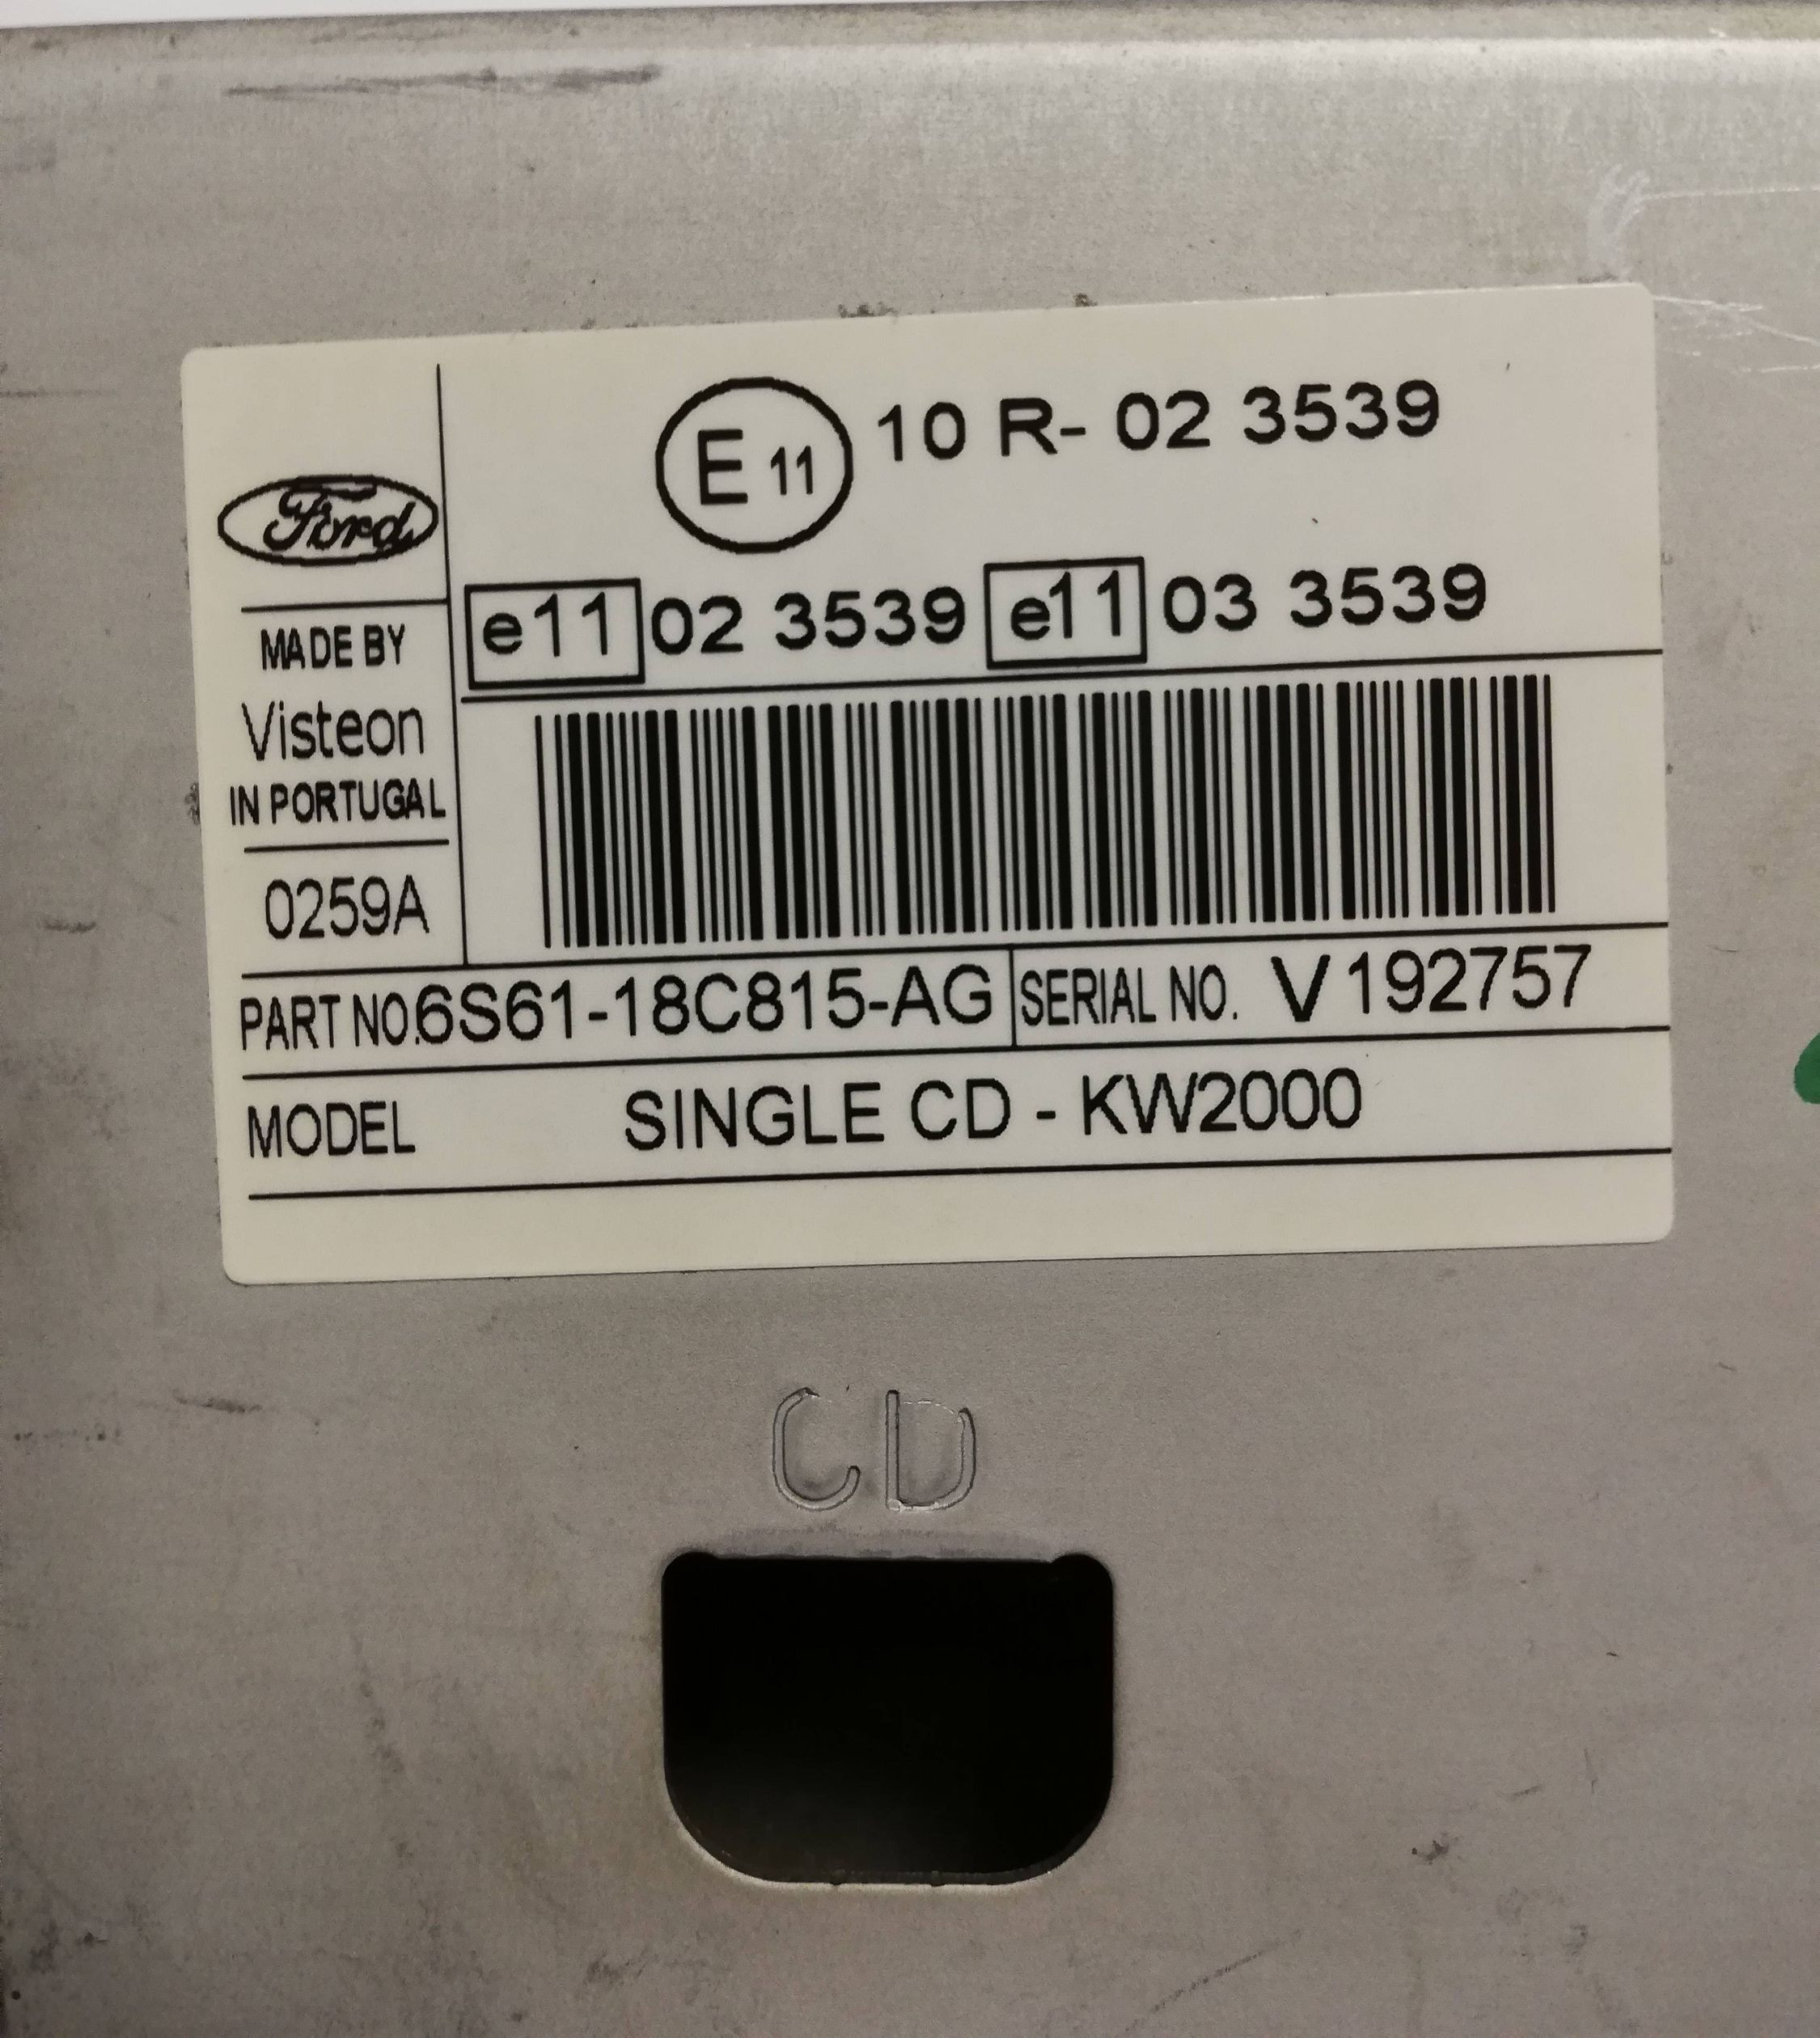 Ford
E 11 10 R- 02 3539
e11 02 3539 e11 03 3539
MADE BY
Visteon
IN PORTUGAL
0259A
PART NO.6S61-18C815-AG SERIAL NO. V 192757
MODEL SINGLE CD - KW2000
CD